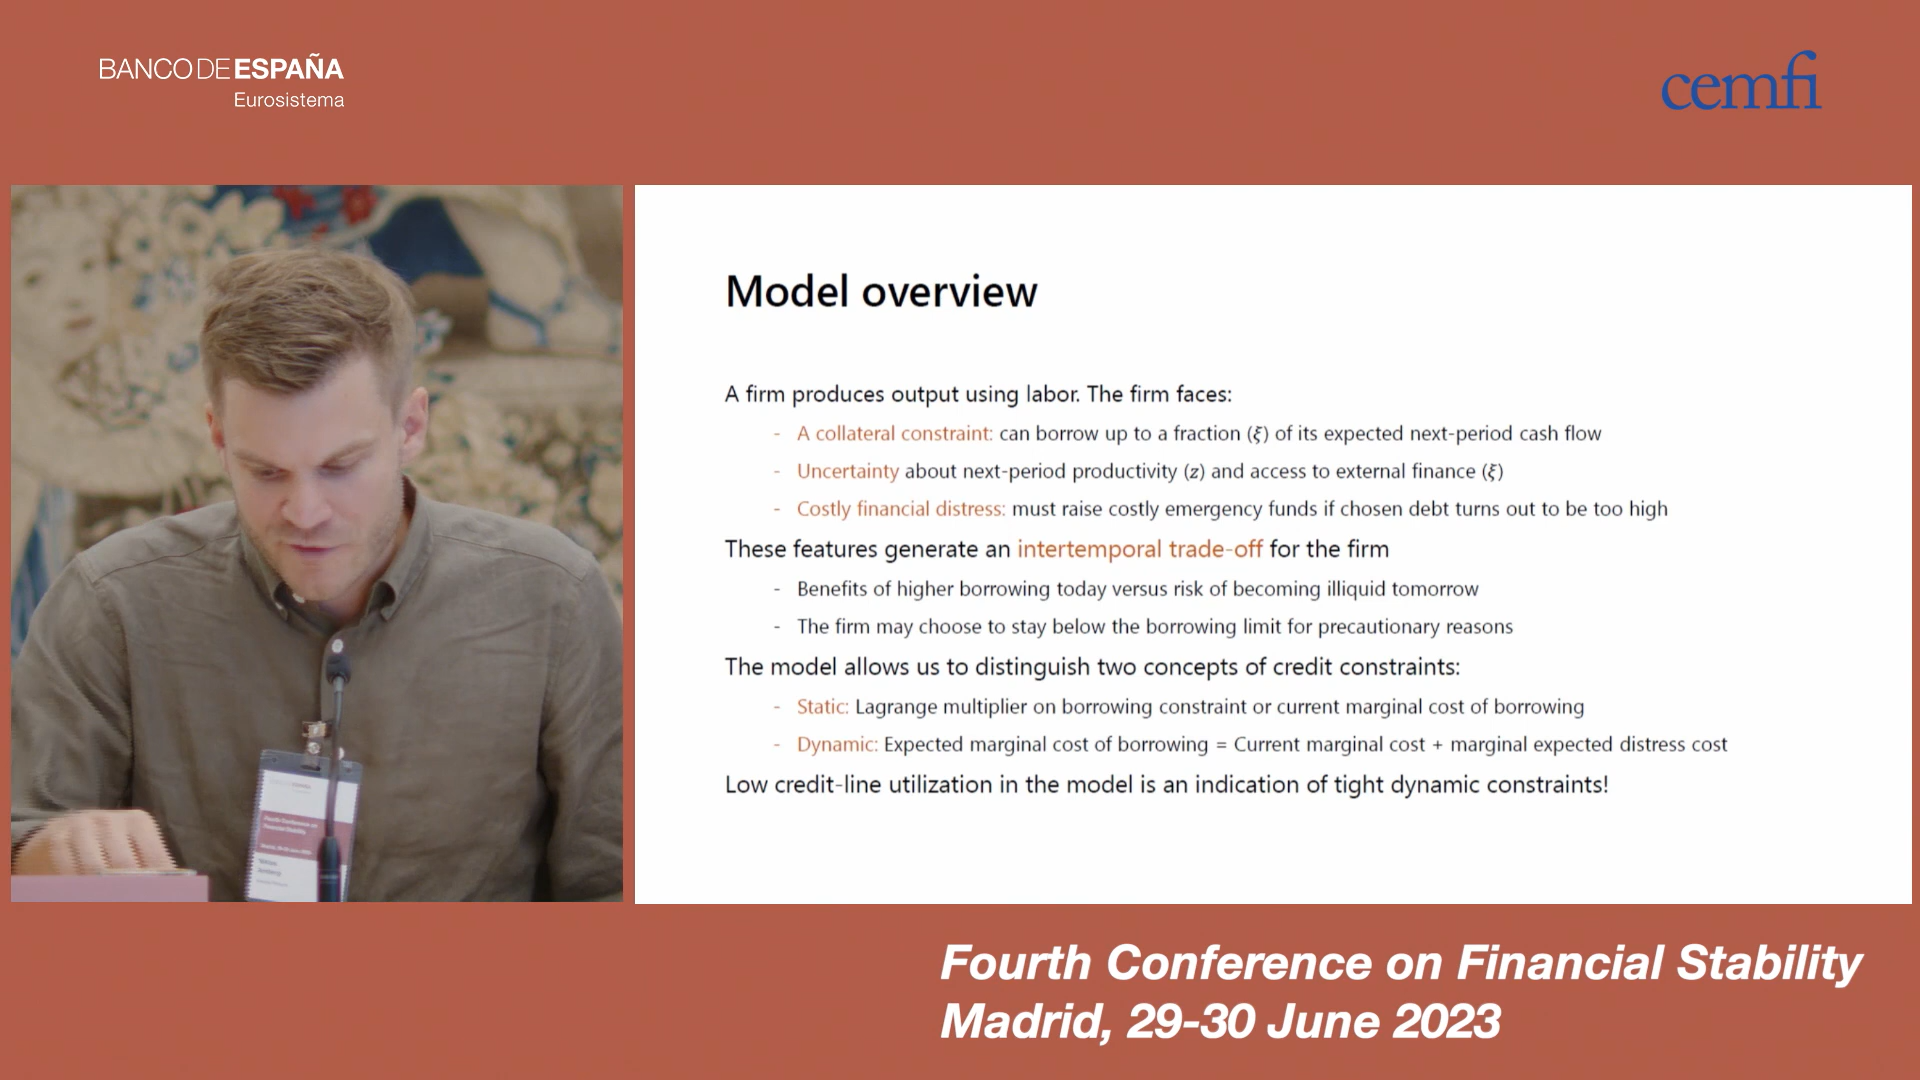 BANCO DE ESPAÑA
Eurosistema
cemfi
Model overview
A firm produces output using labor. The firm faces:
- A collateral constraint: can borrow up to a fraction (ξ) of its expected next-period cash flow
- Uncertainty about next-period productivity (z) and access to external finance (ξ)
- Costly financial distress: must raise costly emergency funds if chosen debt turns out to be too high
These features generate an intertemporal trade-off for the firm
- Benefits of higher borrowing today versus risk of becoming illiquid tomorrow
- The firm may choose to stay below the borrowing limit for precautionary reasons
The model allows us to distinguish two concepts of credit constraints:
- Static: Lagrange multiplier on borrowing constraint or current marginal cost of borrowing
- Dynamic: Expected marginal cost of borrowing = Current marginal cost + marginal expected distress cost
Low credit-line utilization in the model is an indication of tight dynamic constraints!
Fourth Conference on
Financial Stability
Fourth Conference on Financial Stability
Madrid, 29-30 June 2023